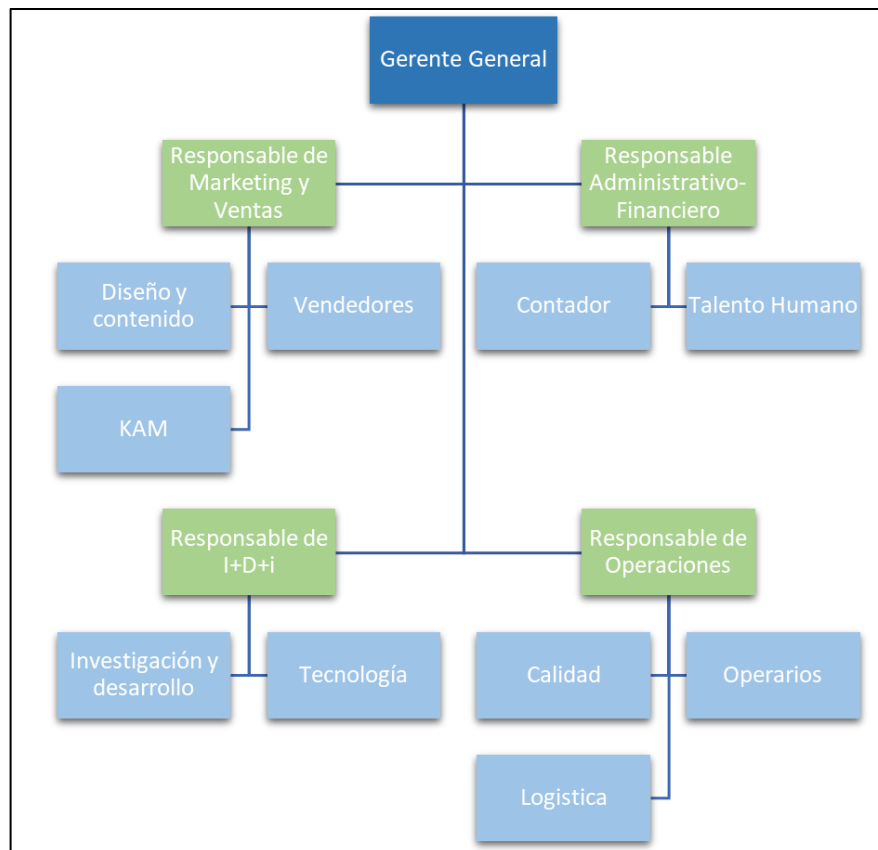 Gerente General
Responsable de
Marketing y
Ventas
Responsable
Administrativo-
Financiero
Diseño y
contenido
Vendedores
Contador
Talento Humano
KAM
Responsable de
I+D+i
Responsable de
Operaciones
Investigación y
desarrollo
Tecnología
Calidad
Operarios
Logistica